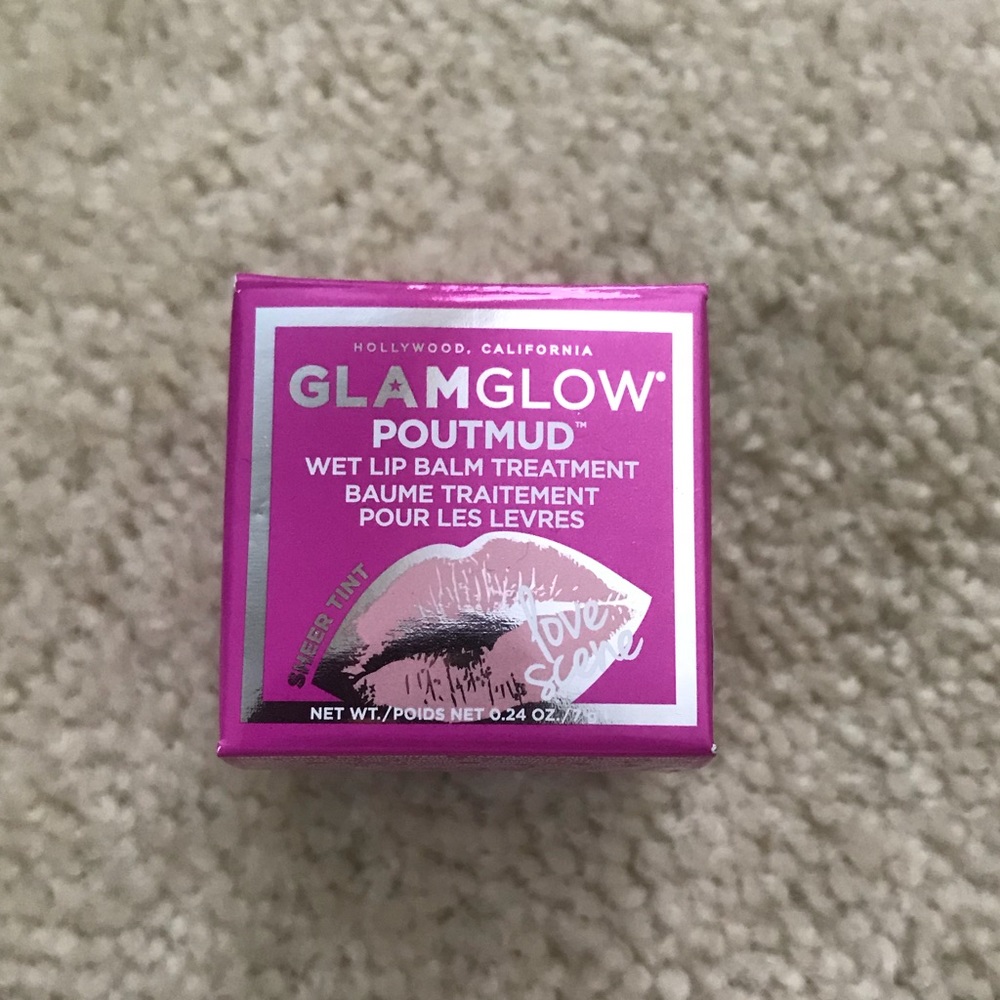 HOLLYWOOD, CALIFORNIA
GLAMGLOW®
POUTMUD™
WET LIP BALM TREATMENT
BAUME TRAITEMENT
POUR LES LEVRES
SHEER TINT
love
scene
NET WT./POIDS NET 0.24 OZ./7 g